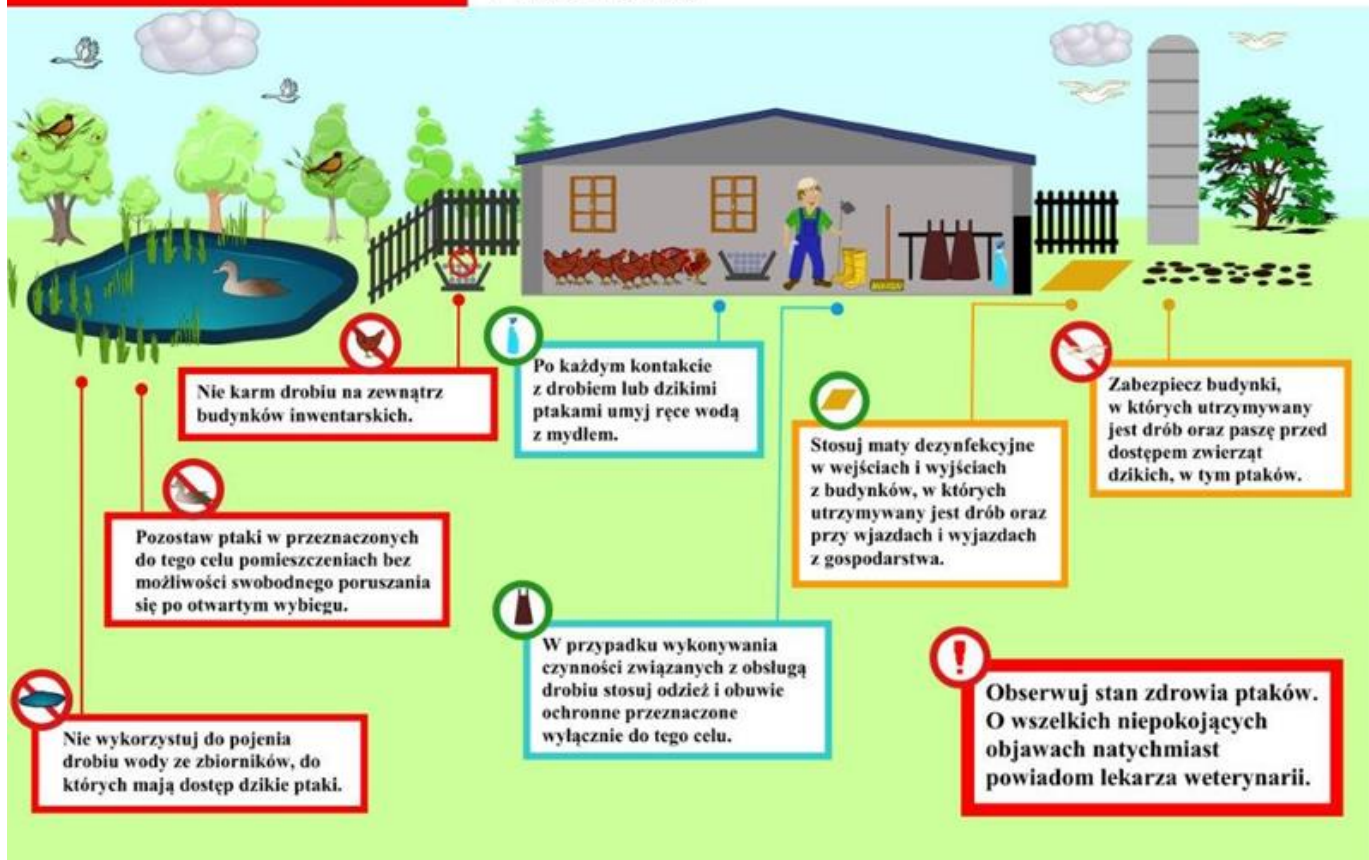 Nie karm drobiu na zewnątrz
budynków inwentarskich.
Po każdym kontakcie
z drobiem lub dzikimi
ptakami umyj ręce wodą
z mydłem.
Stosuj maty dezynfekcyjne
w wejściach i wyjściach
z budynków, w których
utrzymywany jest drób oraz
przy wjazdach i wyjazdach
z gospodarstwa.
Zabezpiecz budynki,
w których utrzymywany
jest drób oraz paszę przed
dostępem zwierząt
dzikich, w tym ptaków.
Pozostaw ptaki w przeznaczonych
do tego celu pomieszczeniach bez
możliwości swobodnego poruszania
się po otwartym wybiegu.
W przypadku wykonywania
czynności związanych z obsługą
drobiu stosuj odzież i obuwie
ochronne przeznaczone
wyłącznie do tego celu.
Nie wykorzystuj do pojenia
drobiu wody ze zbiorników, do
których mają dostęp dzikie ptaki.
Obserwuj stan zdrowia ptaków.
O wszelkich niepokojących
objawach natychmiast
powiadom lekarza weterynarii.